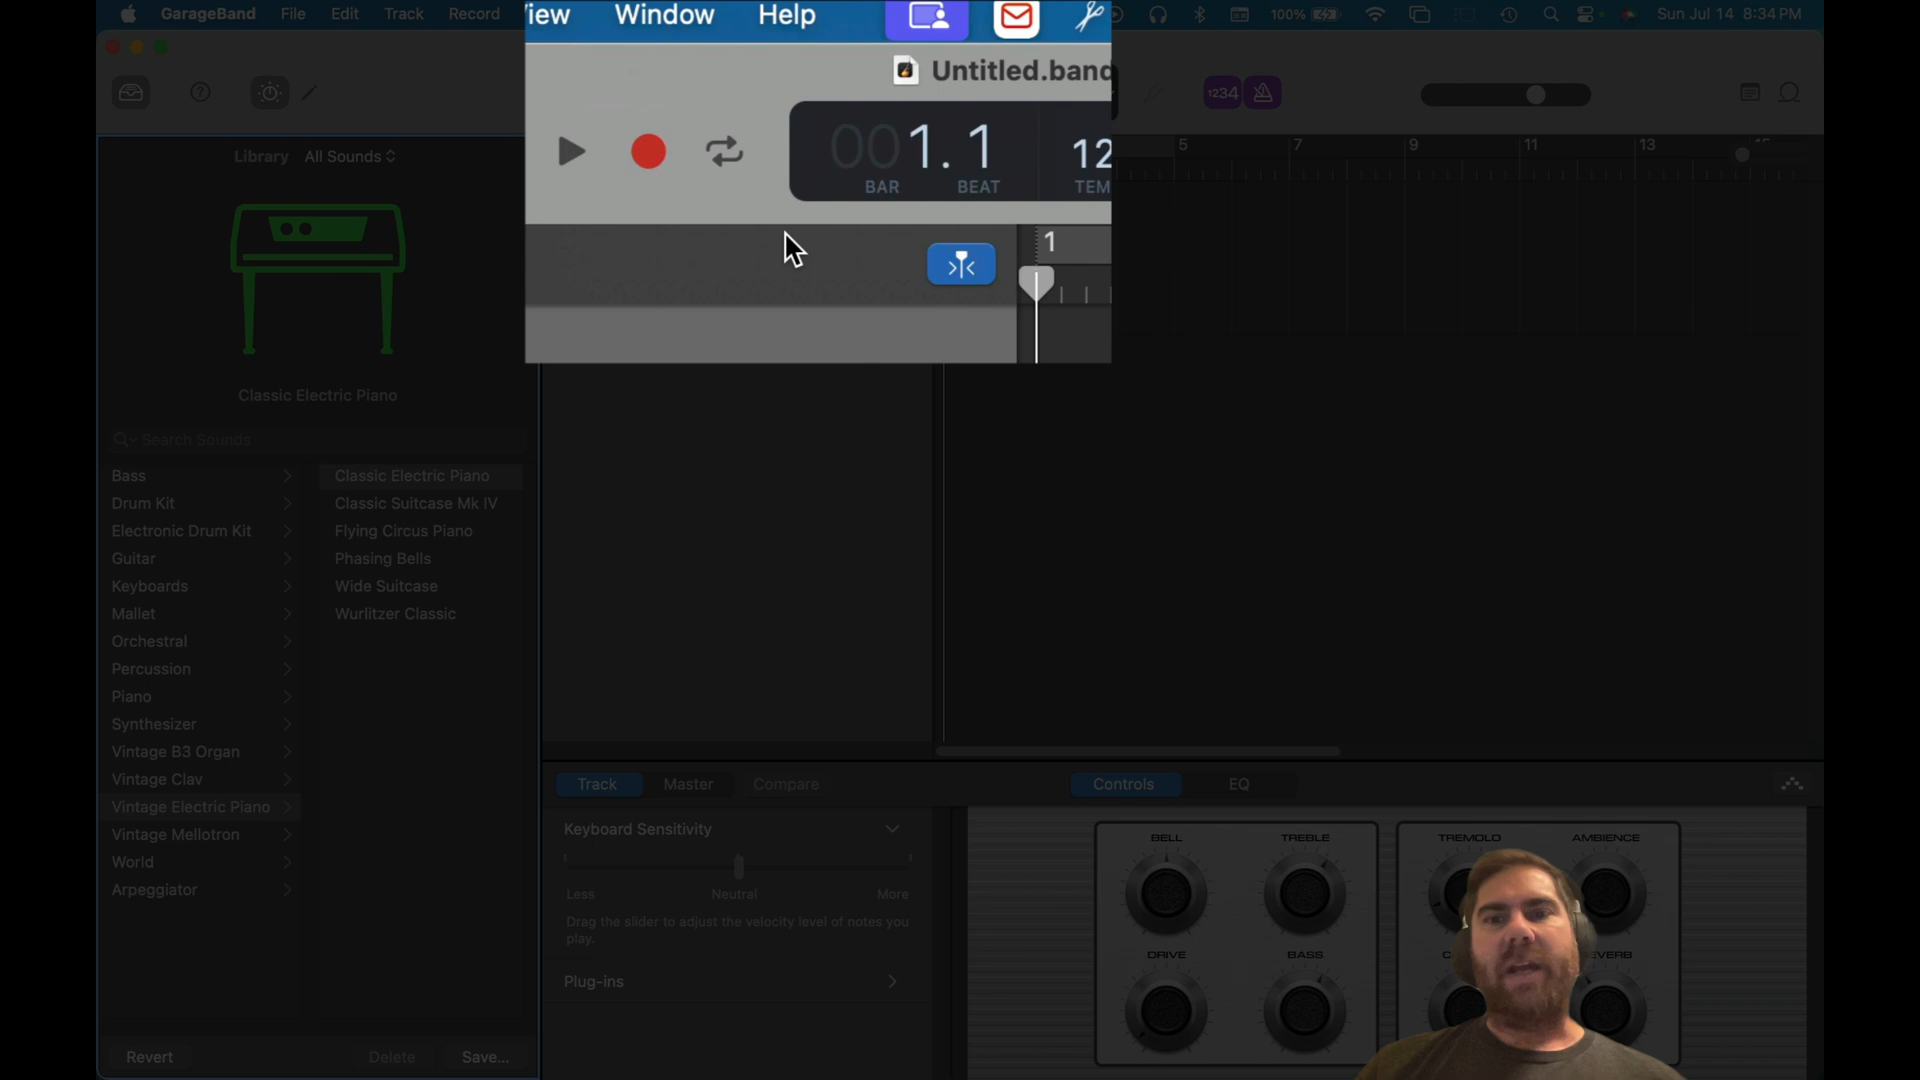 GarageBand File Edit Track Record
iew Window Help
100% Sun Jul 14 8:34 PM
Untitled.band
1234
001. 1 12
BAR BEAT TEM
1 5 7 9 11 13 15
Library All Sounds
Classic Electric Piano
Search Sounds
Bass
Drum Kit
Electronic Drum Kit
Guitar
Keyboards
Mallet
Orchestral
Percussion
Piano
Synthesizer
Vintage B3 Organ
Vintage Clav
Vintage Electric Piano
Vintage Mellotron
World
Arpeggiator
Classic Electric Piano
Classic Suitcase Mk IV
Flying Circus Piano
Phasing Bells
Wide Suitcase
Wurlitzer Classic
Revert Delete Save...
Track Master Compare
Controls EQ
Keyboard Sensitivity
Less Neutral More
Drag the slider to adjust the velocity level of notes you
play.
Plug-ins
BELL TREBLE TREMOLO AMBIENCE
DRIVE BASS